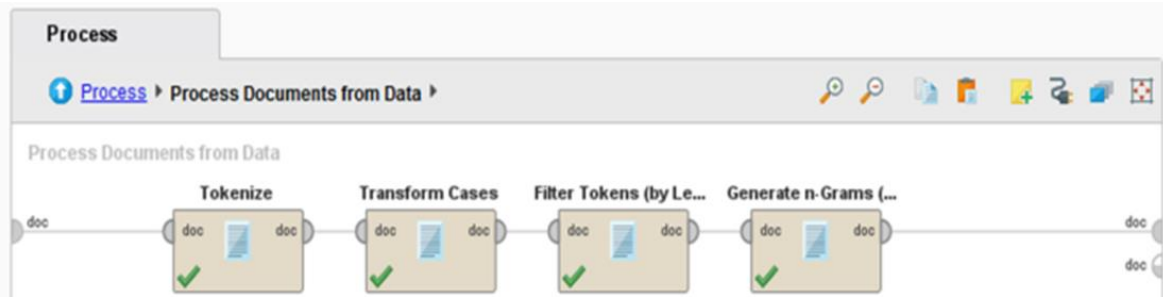 Process
Process Process Documents from Data
Process Documents from Data
Tokenize Transform Cases Filter Tokens (by Le... Generate n-Grams (...
doc doc doc doc doc doc doc doc doc doc
doc